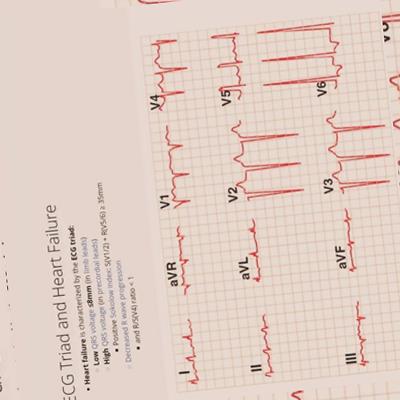 ECG Triad and Heart Failure
• Heart failure is characterized by the ECG triad:
○ Low QRS voltage ≤8mm (in limb leads)
○ High QRS voltage (in precordial leads)
▪ Positive Sokolow Index: S(V1/2) + R(V5/6) ≥ 35mm
○ Decreased R wave progression
▪ and R/S(V4) ratio < 1
I
aVR
V1
V4
II
aVL
V2
V5
III
aVF
V3
V6